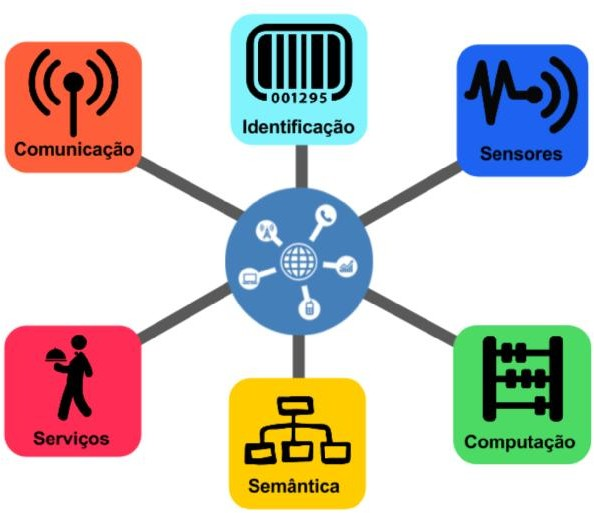 001295
Identificação
Comunicação
Sensores
Serviços
Computação
Semântica